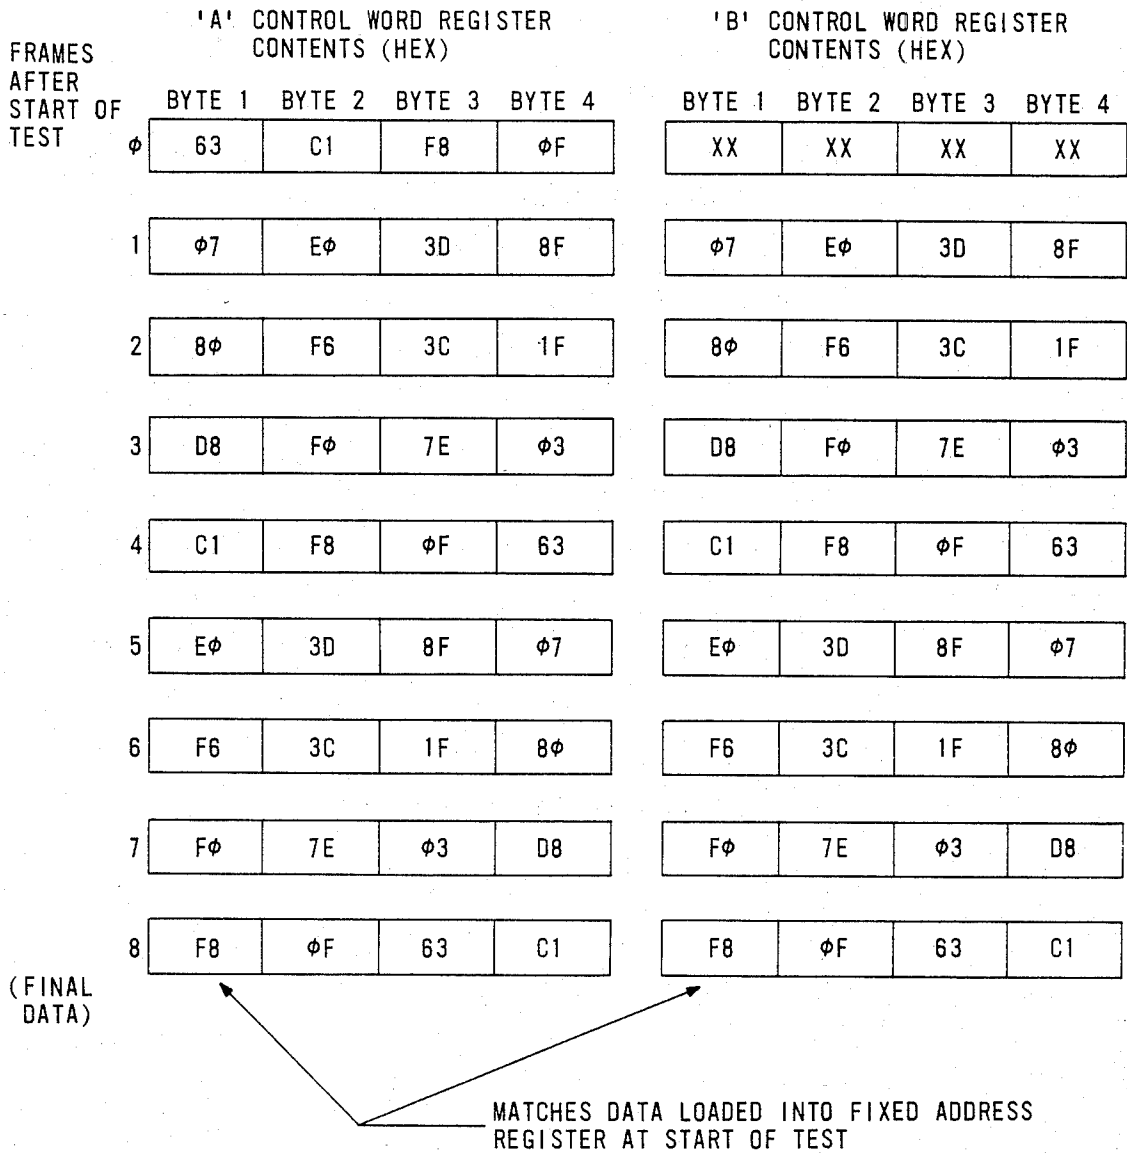 'A' CONTROL WORD REGISTER CONTENTS (HEX)
'B' CONTROL WORD REGISTER CONTENTS (HEX)
FRAMES AFTER START OF TEST
BYTE 1 BYTE 2 BYTE 3 BYTE 4 BYTE 1 BYTE 2 BYTE 3 BYTE 4
φ 63 C1 F8 φF XX XX XX XX
1 φ7 Eφ 3D 8F φ7 Eφ 3D 8F
2 8φ F6 3C 1F 8φ F6 3C 1F
3 D8 Fφ 7E φ3 D8 Fφ 7E φ3
4 C1 F8 φF 63 C1 F8 φF 63
5 Eφ 3D 8F φ7 Eφ 3D 8F φ7
6 F6 3C 1F 8φ F6 3C 1F 8φ
7 Fφ 7E φ3 D8 Fφ 7E φ3 D8
8 F8 φF 63 C1 F8 φF 63 C1
(FINAL DATA)
MATCHES DATA LOADED INTO FIXED ADDRESS
REGISTER AT START OF TEST